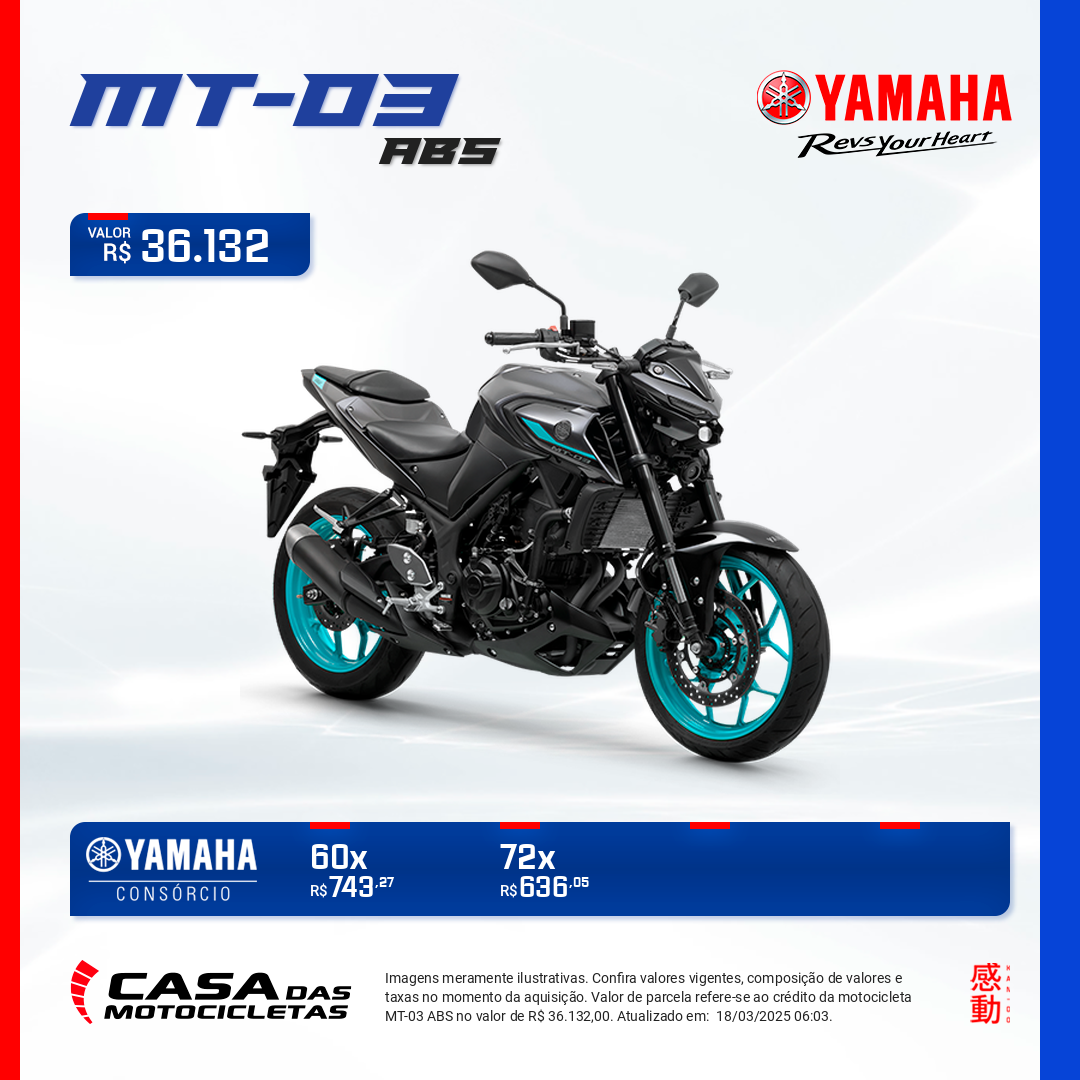 MT-03
ABS
YAMAHA
Revs Your Heart
VALOR
R$ 36.132
MT-03
YAMAHA
CONSÓRCIO
60x
R$ 743,27
72x
R$ 636,05
CASA DAS
MOTOCICLETAS
Imagens meramente ilustrativas. Confira valores vigentes, composição de valores e
taxas no momento da aquisição. Valor de parcela refere-se ao crédito da motocicleta
MT-03 ABS no valor de R$ 36.132,00. Atualizado em: 18/03/2025 06:03.
感動